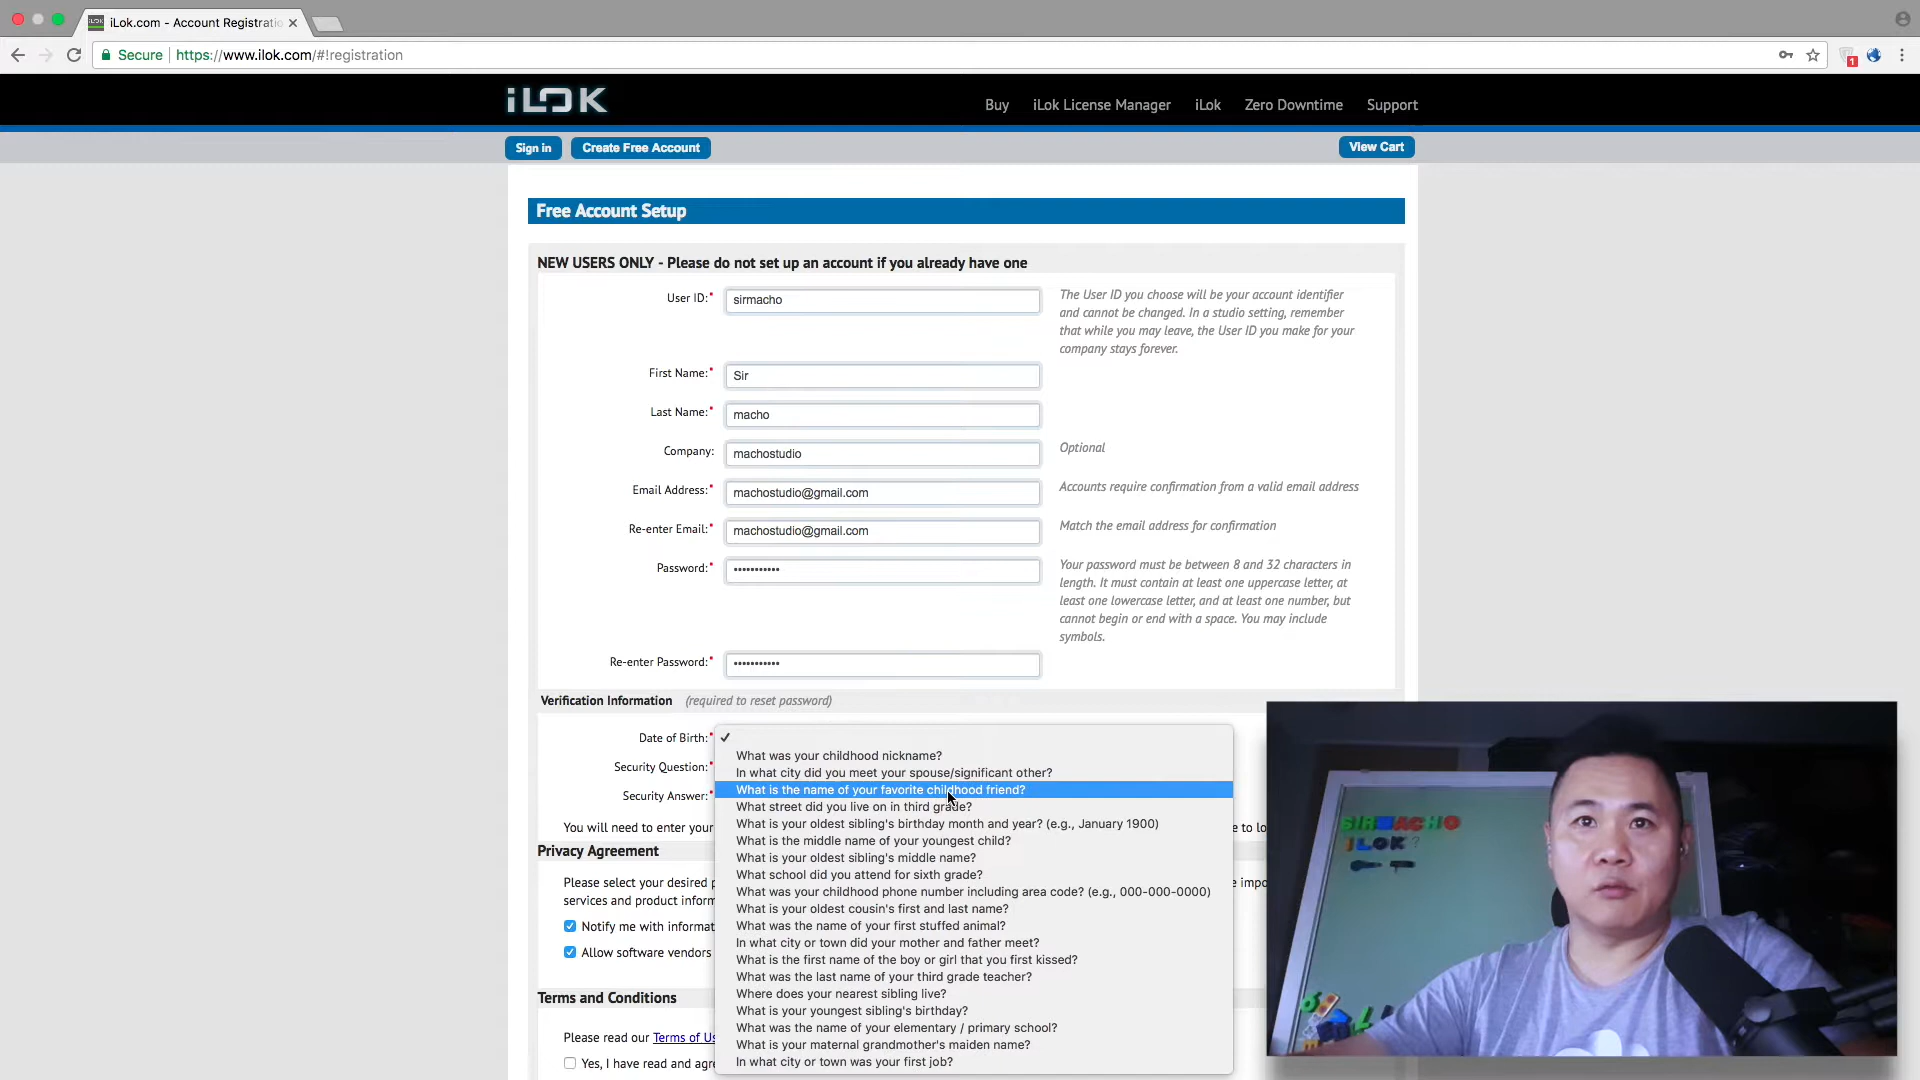 iLok.com - Account Registratio
Secure https://www.ilok.com/#!registration
1
iLOK
Buy iLok License Manager iLok Zero Downtime Support
Sign in Create Free Account View Cart
Free Account Setup
NEW USERS ONLY - Please do not set up an account if you already have one
User ID:* sirmacho
The User ID you choose will be your account identifier
and cannot be changed. In a studio setting, remember
that while you may leave, the User ID you make for your
company stays forever.
First Name:* Sir
Last Name:* macho
Company: machostudio Optional
Email Address:* machostudio@gmail.com Accounts require confirmation from a valid email address
Re-enter Email:* machostudio@gmail.com Match the email address for confirmation
Password:* •••••••••••
Your password must be between 8 and 32 characters in
length. It must contain at least one uppercase letter, at
least one lowercase letter, and at least one number, but
cannot begin or end with a space. You may include
symbols.
Re-enter Password:* •••••••••••
Verification Information (required to reset password)
Date of Birth:*
Security Question:*
Security Answer:*
What was your childhood nickname?
In what city did you meet your spouse/significant other?
What is the name of your favorite childhood friend?
What street did you live on in third grade?
What is your oldest sibling's birthday month and year? (e.g., January 1900)
What is the middle name of your youngest child?
What is your oldest sibling's middle name?
What school did you attend for sixth grade?
What was your childhood phone number including area code? (e.g., 000-000-0000)
What is your oldest cousin's first and last name?
What was the name of your first stuffed animal?
In what city or town did your mother and father meet?
What is the first name of the boy or girl that you first kissed?
What was the last name of your third grade teacher?
Where does your nearest sibling live?
What is your youngest sibling's birthday?
What was the name of your elementary / primary school?
What is your maternal grandmother's maiden name?
In what city or town was your first job?
You will need to enter your e to lo
Privacy Agreement
Please select your desired p e impo
services and product inform
Notify me with informat
Allow software vendors
Terms and Conditions
Please read our Terms of Us
Yes, I have read and agre
SIRMACHO
iLOK ?